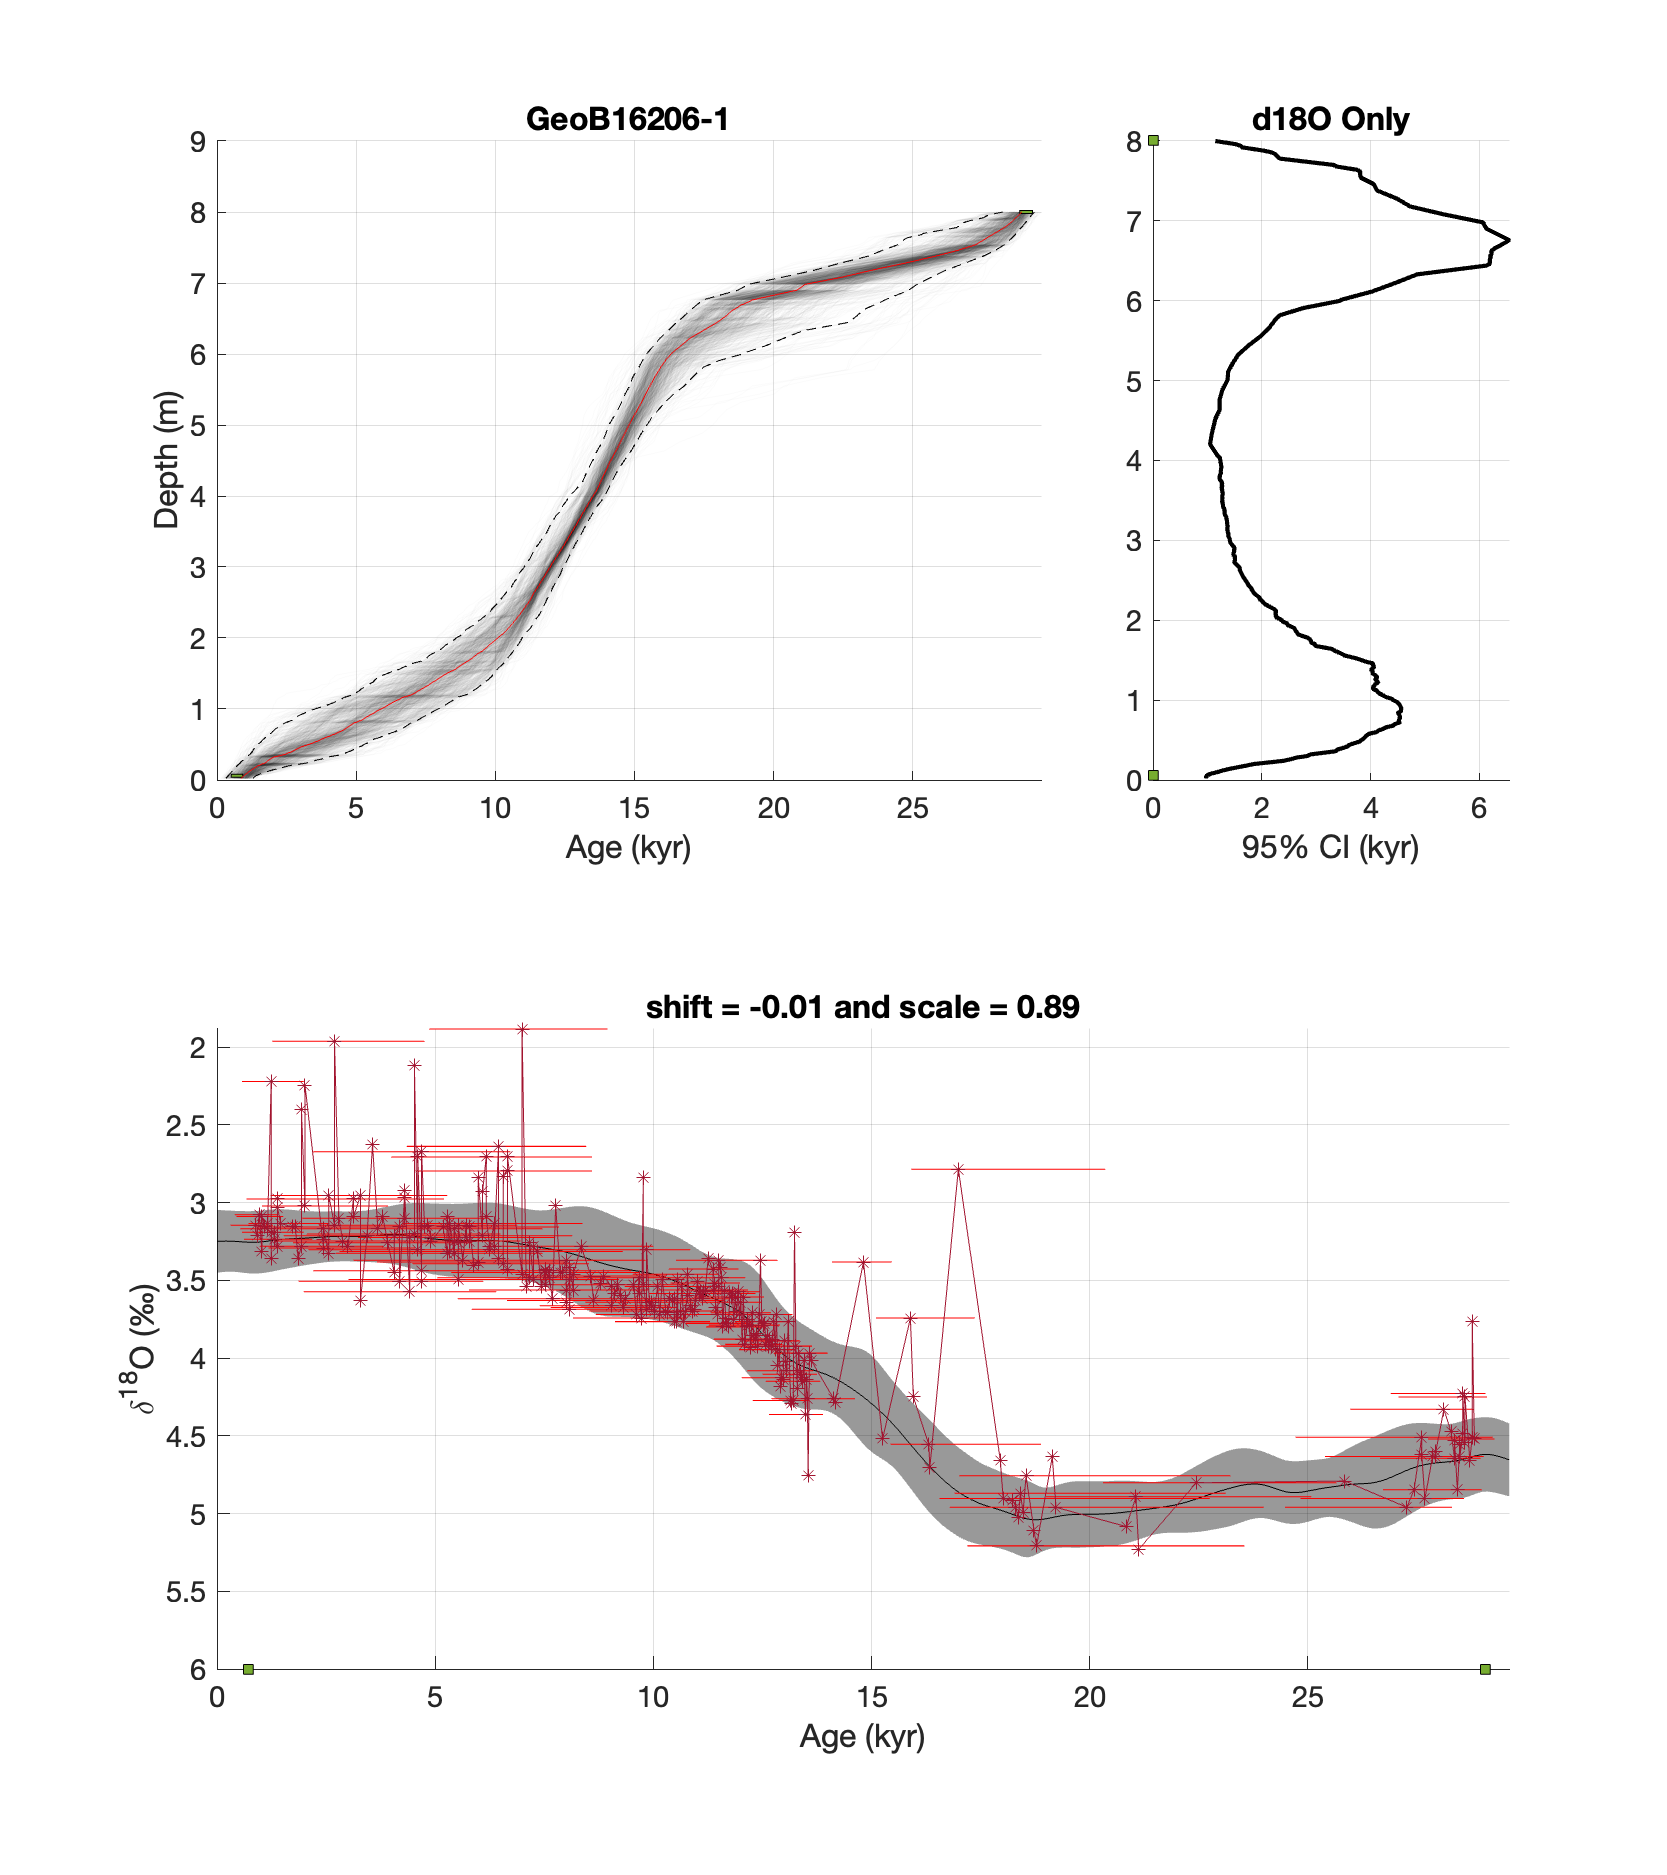 GeoB16206-1
9
8
7
6
5
4
3
2
1
0
0 5 10 15 20 25
Depth (m)
Age (kyr)
d18O Only
8
7
6
5
4
3
2
1
0
0 2 4 6
95% CI (kyr)
shift = -0.01 and scale = 0.89
2
2.5
3
3.5
4
4.5
5
5.5
6
0 5 10 15 20 25
δ¹⁸O (‰)
Age (kyr)